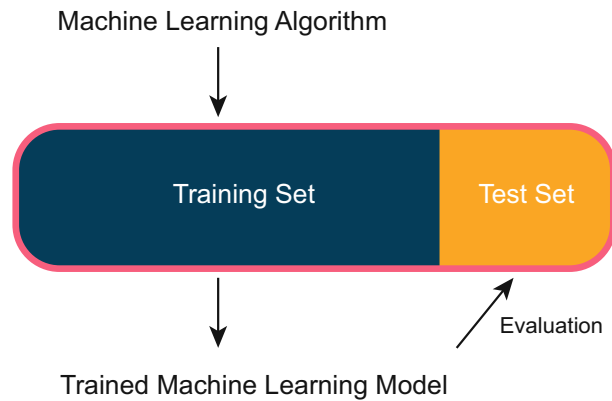 Machine Learning Algorithm
Training Set
Test Set
Evaluation
Trained Machine Learning Model